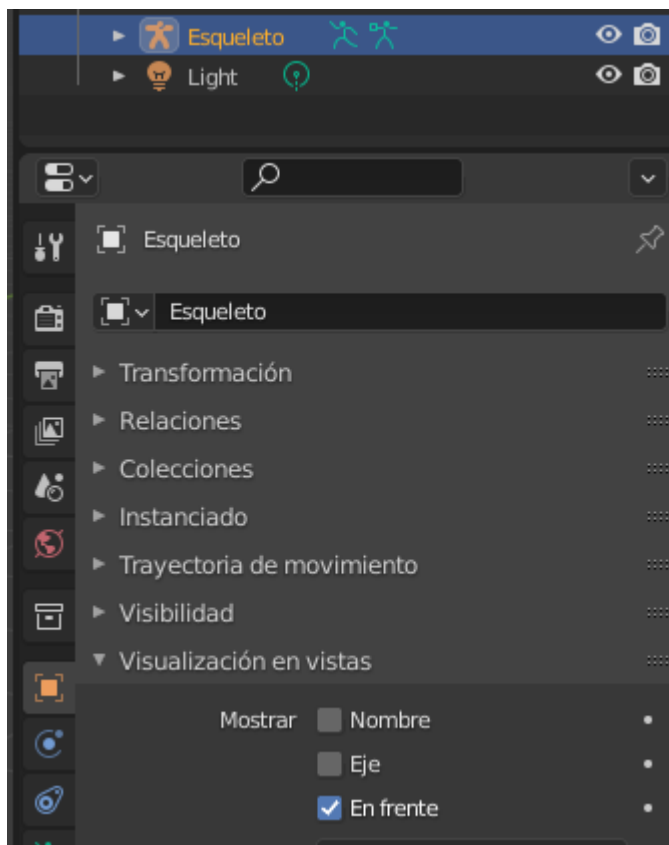 Esqueleto
Light
Esqueleto
Esqueleto
Transformación
Relaciones
Colecciones
Instanciado
Trayectoria de movimiento
Visibilidad
Visualización en vistas
Mostrar Nombre
Eje
En frente